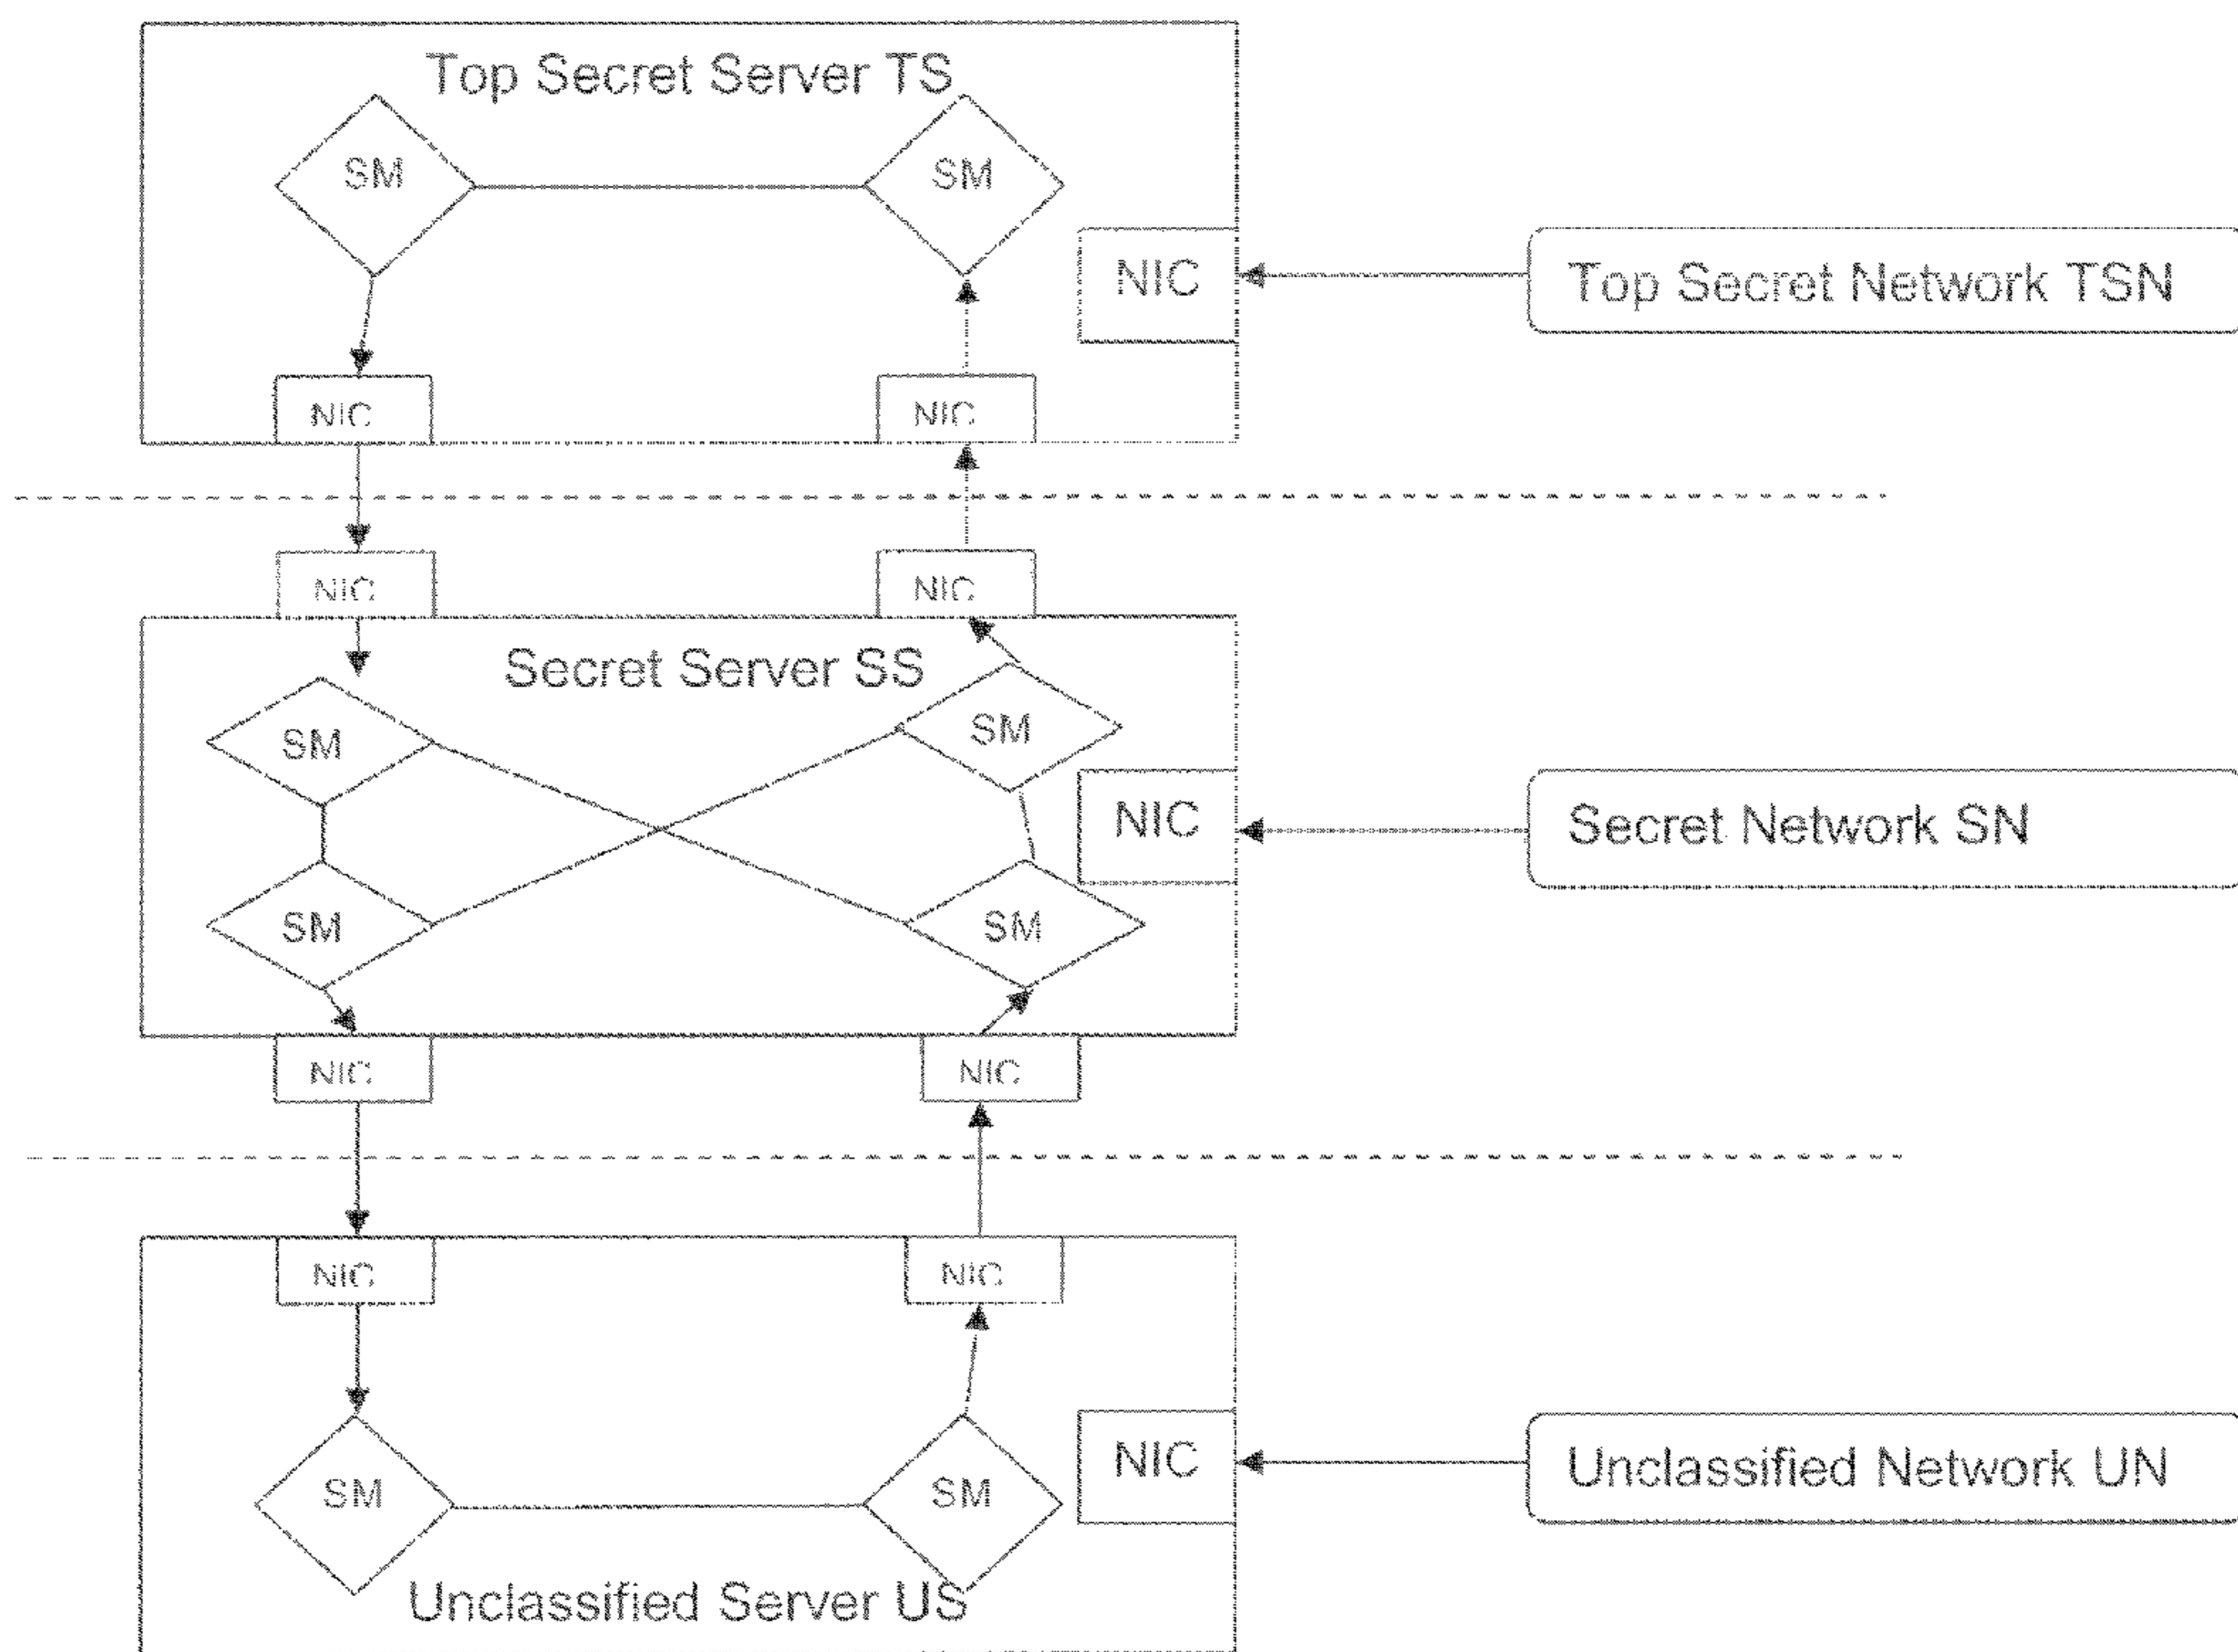 Top Secret Server TS
SM
SM
NIC
Top Secret Network TSN
NIC
NIC
NIC
NIC
Secret Server SS
SM
SM
NIC
Secret Network SN
SM
SM
NIC
NIC
NIC
NIC
NIC
Unclassified Network UN
SM
SM
Unclassified Server US